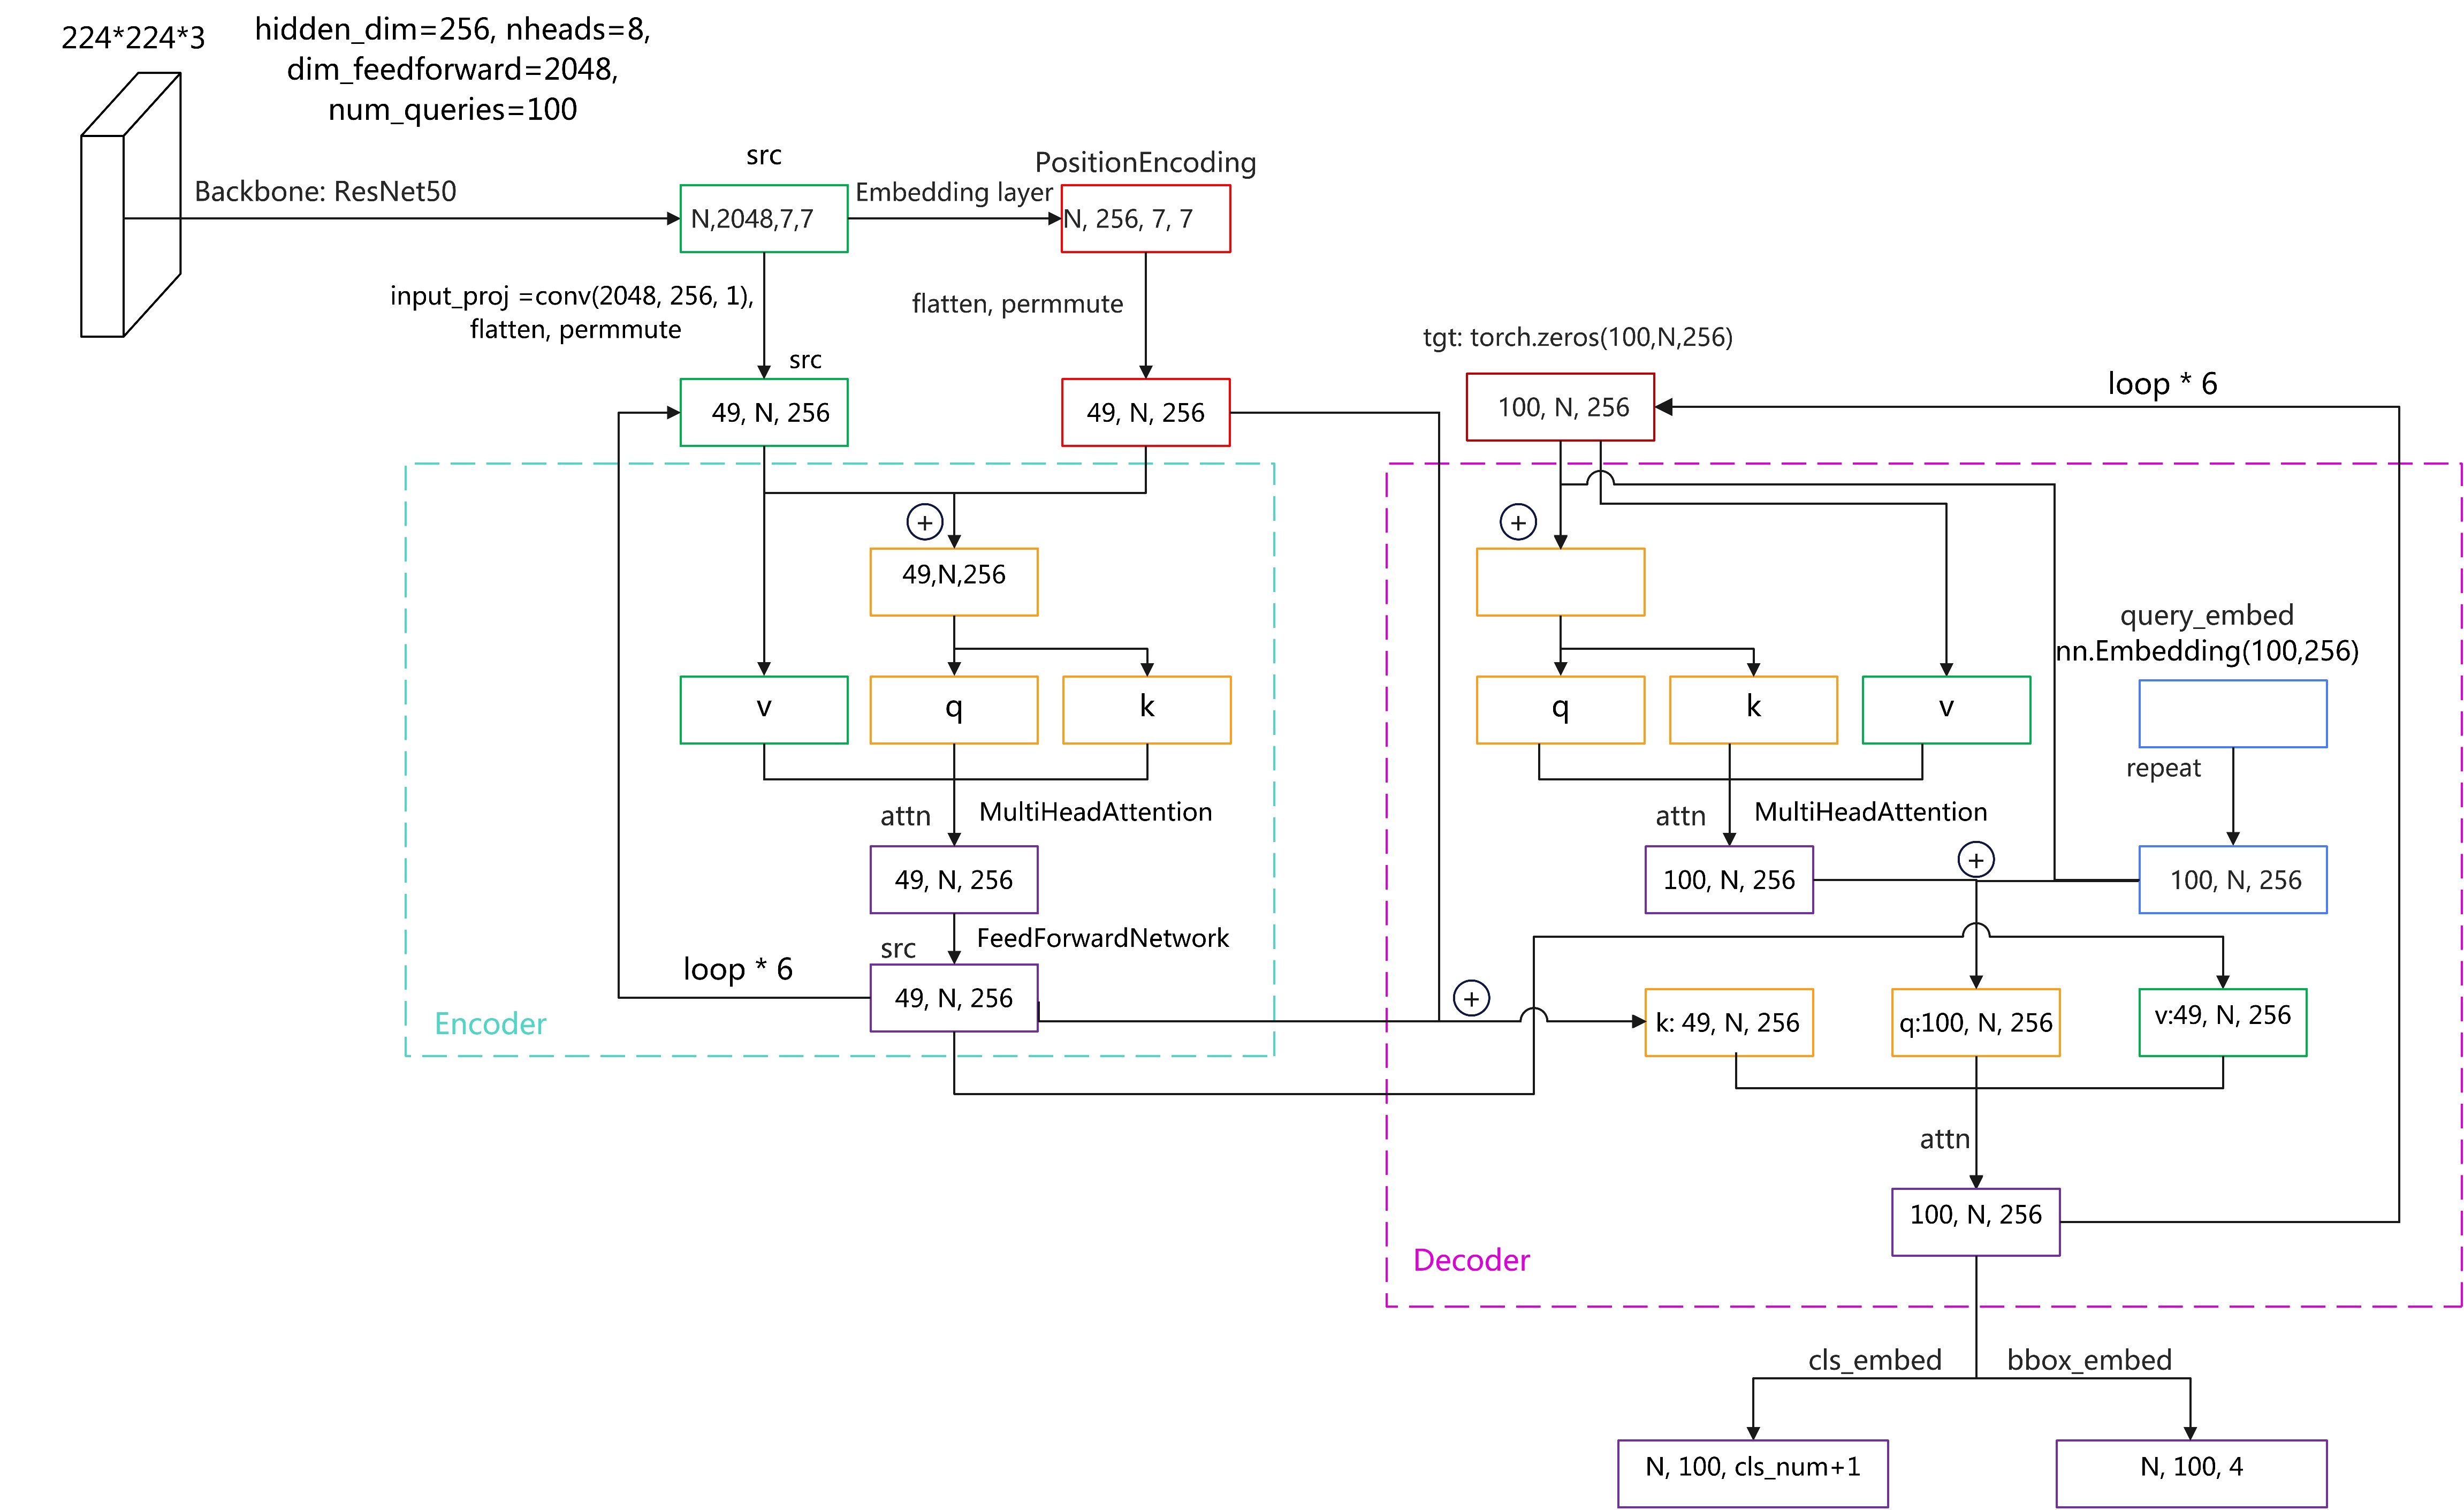 224*224*3
hidden_dim=256, nheads=8,
dim_feedforward=2048,
num_queries=100
src
PositionEncoding
Backbone: ResNet50
Embedding layer
N,2048,7,7
N, 256, 7, 7
input_proj =conv(2048, 256, 1),
flatten, permmute
flatten, permmute
src
49, N, 256
49, N, 256
tgt: torch.zeros(100,N,256)
100, N, 256
loop * 6
+
49,N,256
v
q
k
attn
MultiHeadAttention
49, N, 256
FeedForwardNetwork
src
loop * 6
49, N, 256
Encoder
+
q
k
v
query_embed
nn.Embedding(100,256)
repeat
attn
MultiHeadAttention
+
100, N, 256
100, N, 256
+
k: 49, N, 256
q:100, N, 256
v:49, N, 256
attn
100, N, 256
Decoder
cls_embed
bbox_embed
N, 100, cls_num+1
N, 100, 4